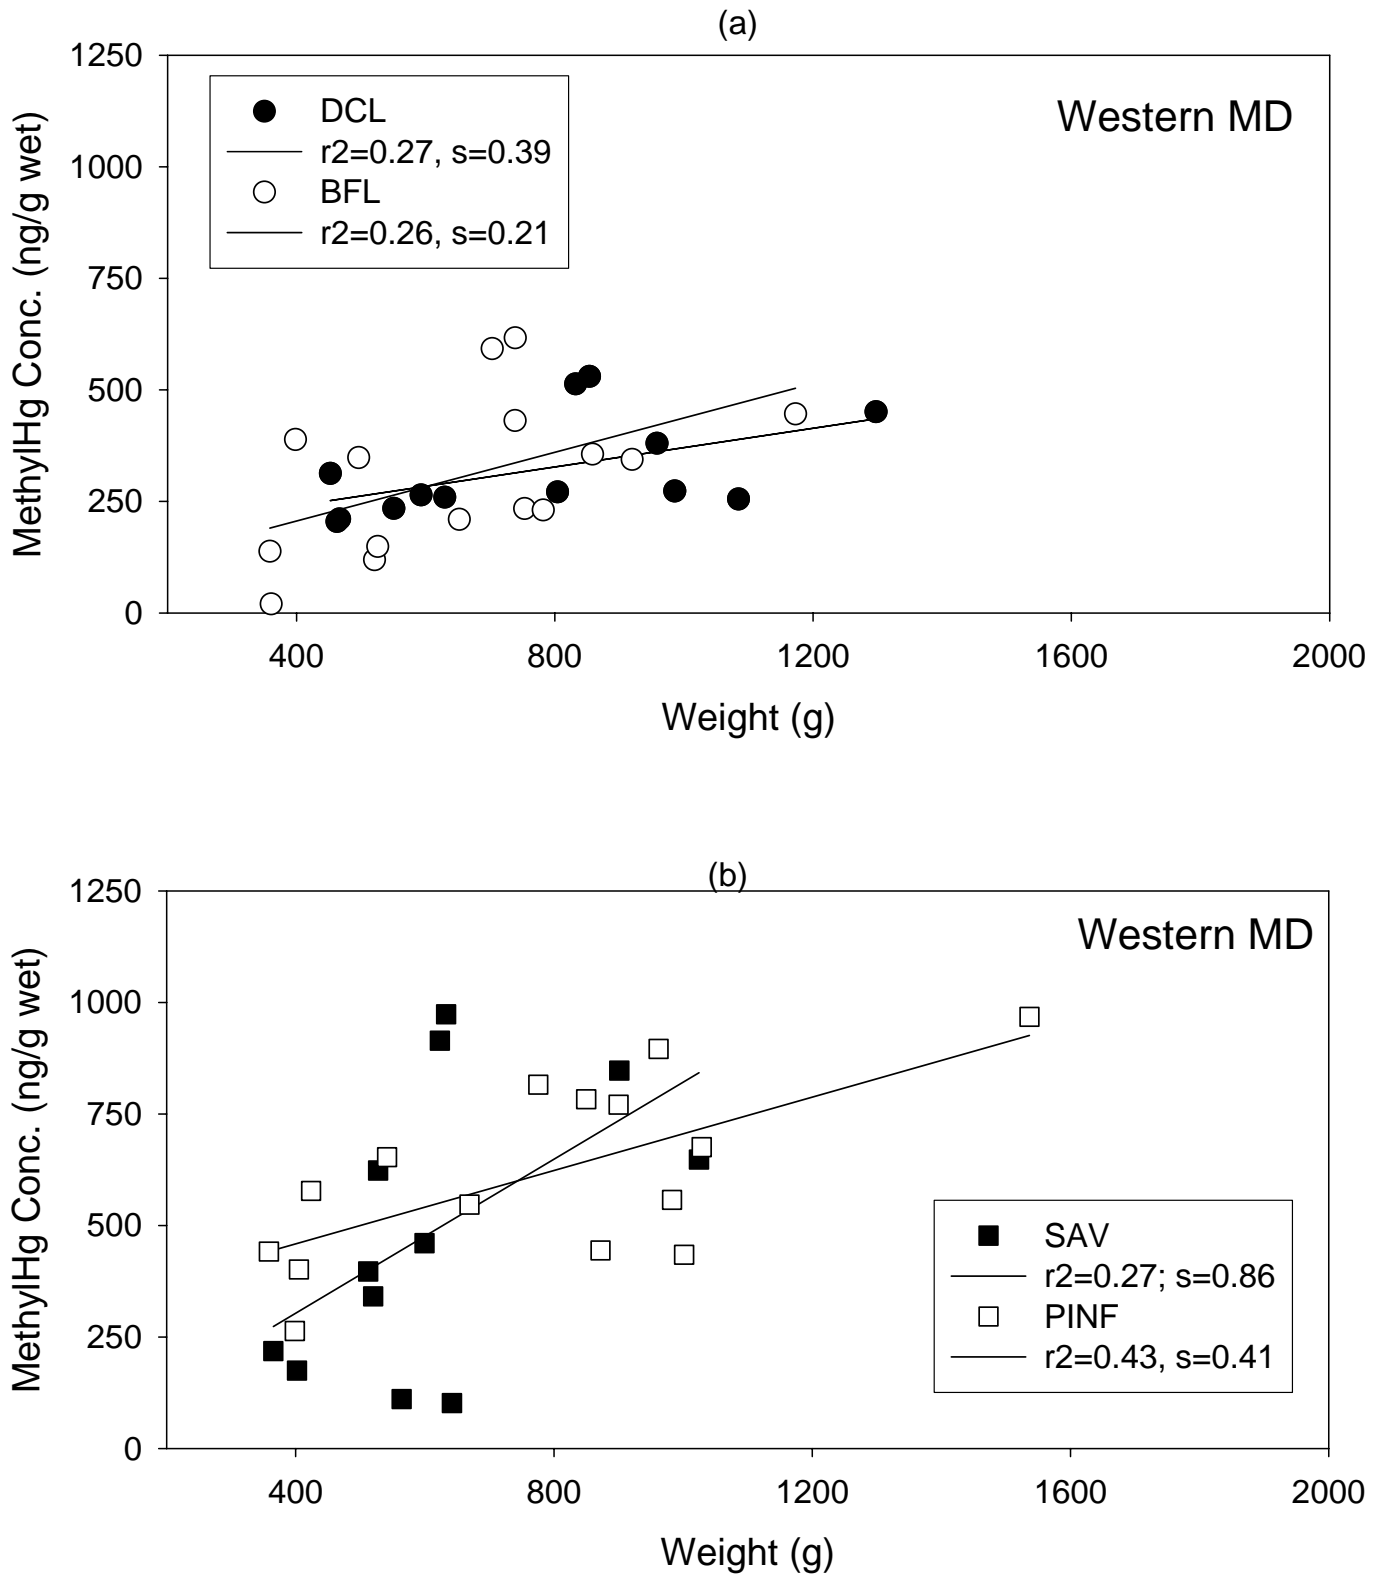 (a)
1250
1000
750
500
250
0
MethylHg Conc. (ng/g wet)
DCL
r2=0.27, s=0.39
BFL
r2=0.26, s=0.21
Western MD
400 800 1200 1600 2000
Weight (g)
(b)
1250
1000
750
500
250
0
MethylHg Conc. (ng/g wet)
Western MD
SAV
r2=0.27; s=0.86
PINF
r2=0.43, s=0.41
400 800 1200 1600 2000
Weight (g)